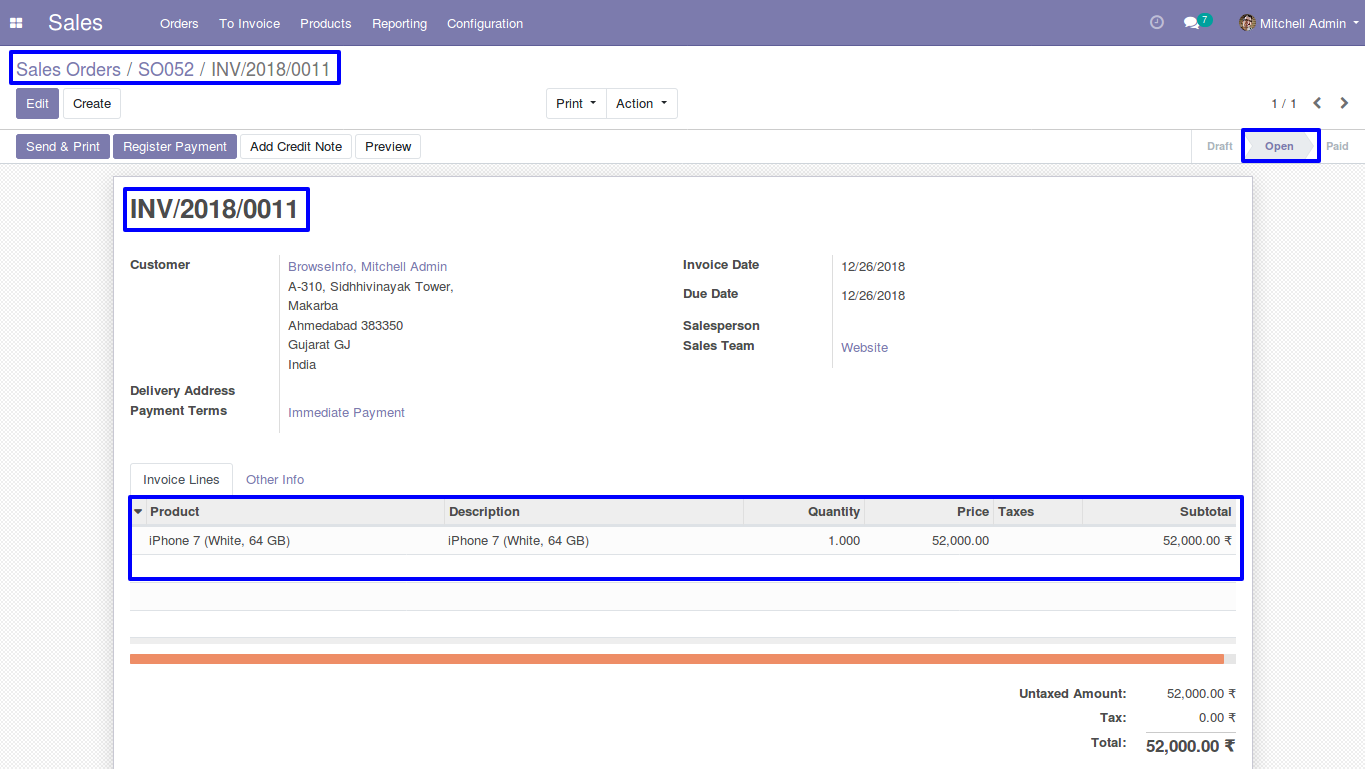 Sales Orders To Invoice Products Reporting Configuration 7 Mitchell Admin
Sales Orders / SO052 / INV/2018/0011
Edit Create Print Action 1 / 1
Send & Print Register Payment Add Credit Note Preview Draft Open Paid
INV/2018/0011
Customer BrowseInfo, Mitchell Admin Invoice Date 12/26/2018
A-310, Sidhhivinayak Tower, Due Date 12/26/2018
Makarba
Ahmedabad 383350 Salesperson
Gujarat GJ Sales Team Website
India
Delivery Address
Payment Terms Immediate Payment
Invoice Lines Other Info
Product Description Quantity Price Taxes Subtotal
iPhone 7 (White, 64 GB) iPhone 7 (White, 64 GB) 1.000 52,000.00 52,000.00 ₹
Untaxed Amount: 52,000.00 ₹
Tax: 0.00 ₹
Total: 52,000.00 ₹